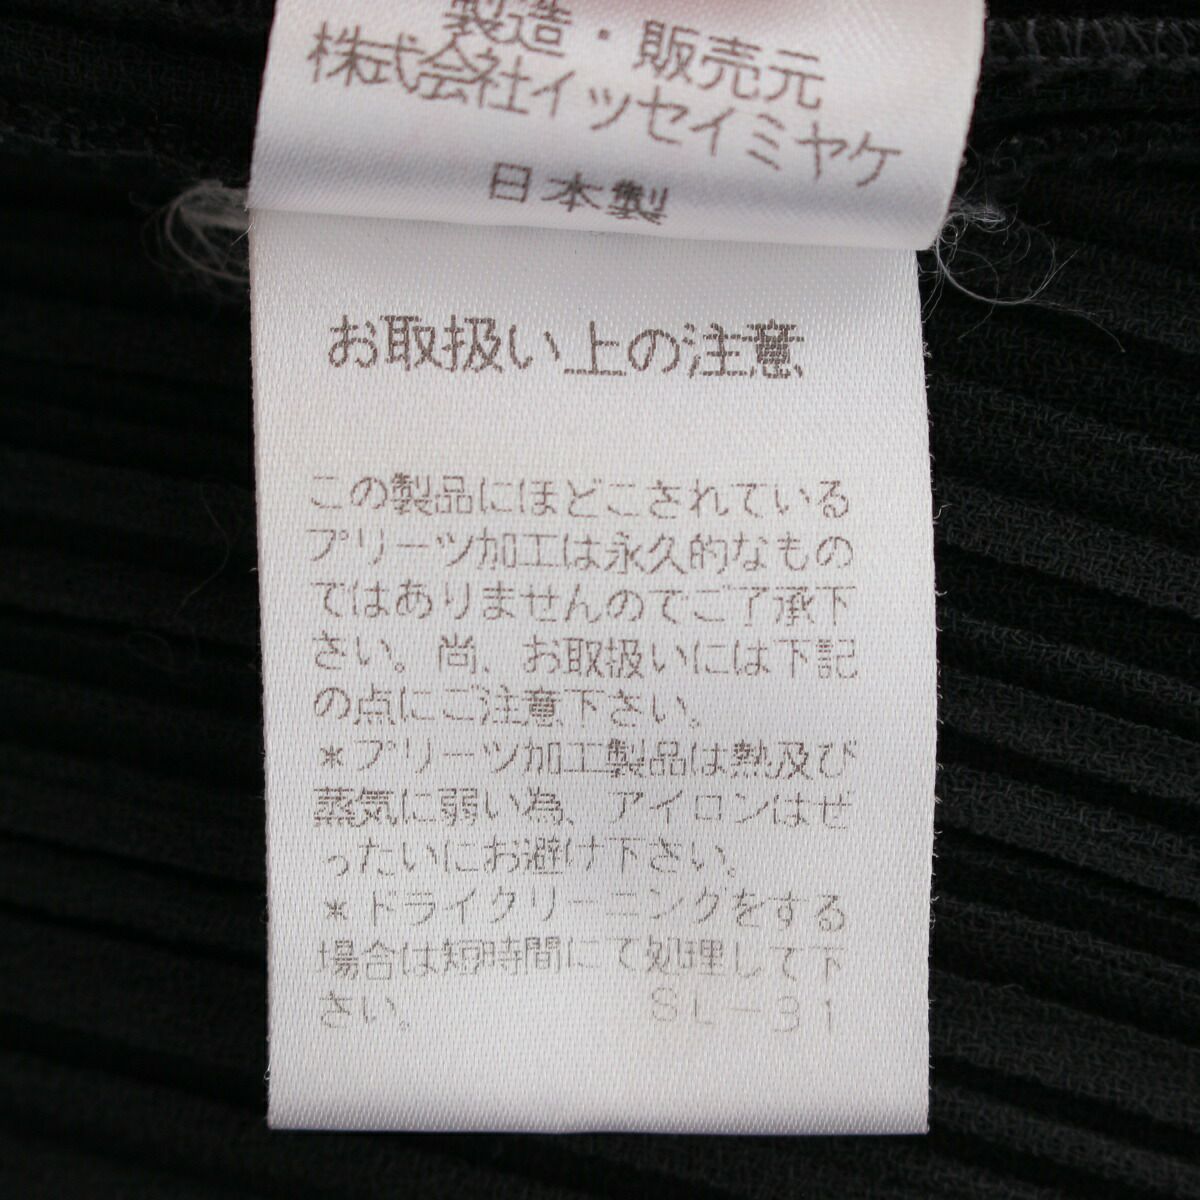 製造・販売元
株式会社イッセイミヤケ
日本製
お取扱い上の注意
この製品にほどこされている
プリーツ加工は永久的なもの
ではありませんのでご了承下
さい。尚、お取扱いには下記
の点にご注意下さい。
*プリーツ加工製品は熱及び
蒸気に弱い為、アイロンはぜ
ったいにお避け下さい。
*ドライクリーニングをする
場合は短時間にて処理して下
さい。 SL-31